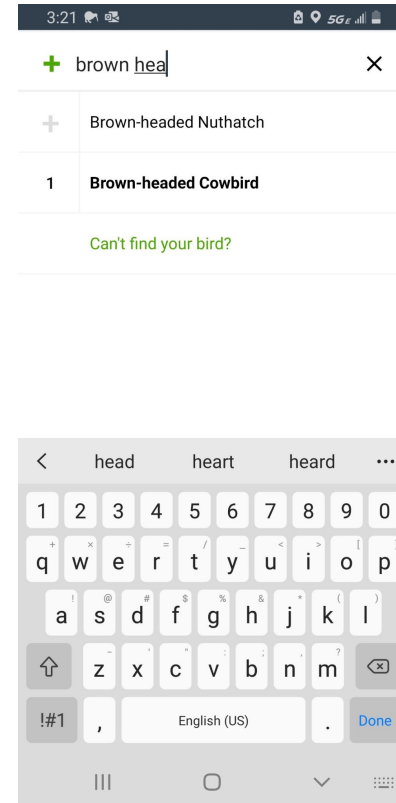 3:21 5GE
+ brown hea ×
+ Brown-headed Nuthatch
1 Brown-headed Cowbird
Can't find your bird?
< head heart heard ...
1 2 3 4 5 6 7 8 9 0
+ × ÷ = / _ < > [ ]
q w e r t y u i o p
! @ # $ % & * ( )
a s d f g h j k l
- ' " : ; , ?
z x c v b n m
!#1 , English (US) . Done